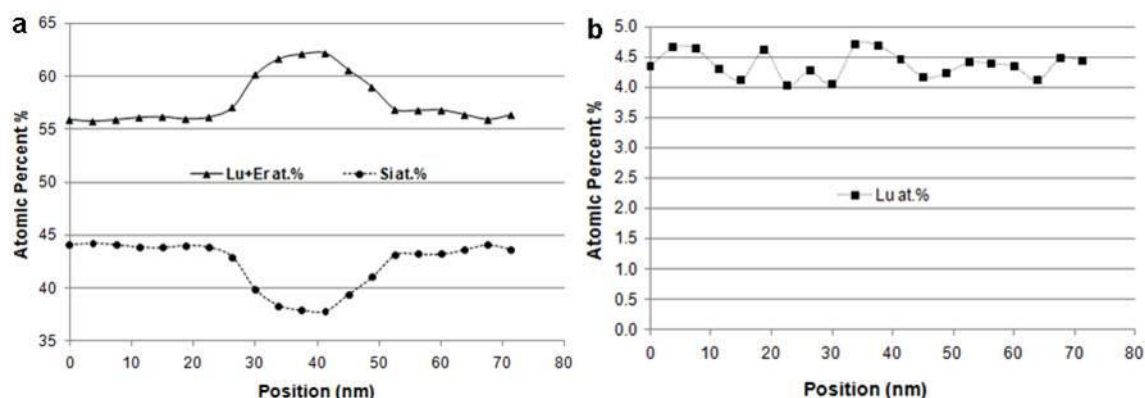 a
65
60
55
50
45
40
35
Atomic Percent %
Lu+Er at.%
Si at.%
0 10 20 30 40 50 60 70 80
Position (nm)
b
5.0
4.5
4.0
3.5
3.0
2.5
2.0
1.5
1.0
0.5
0.0
Atomic Percent %
Lu at.%
0 10 20 30 40 50 60 70 80
Position (nm)